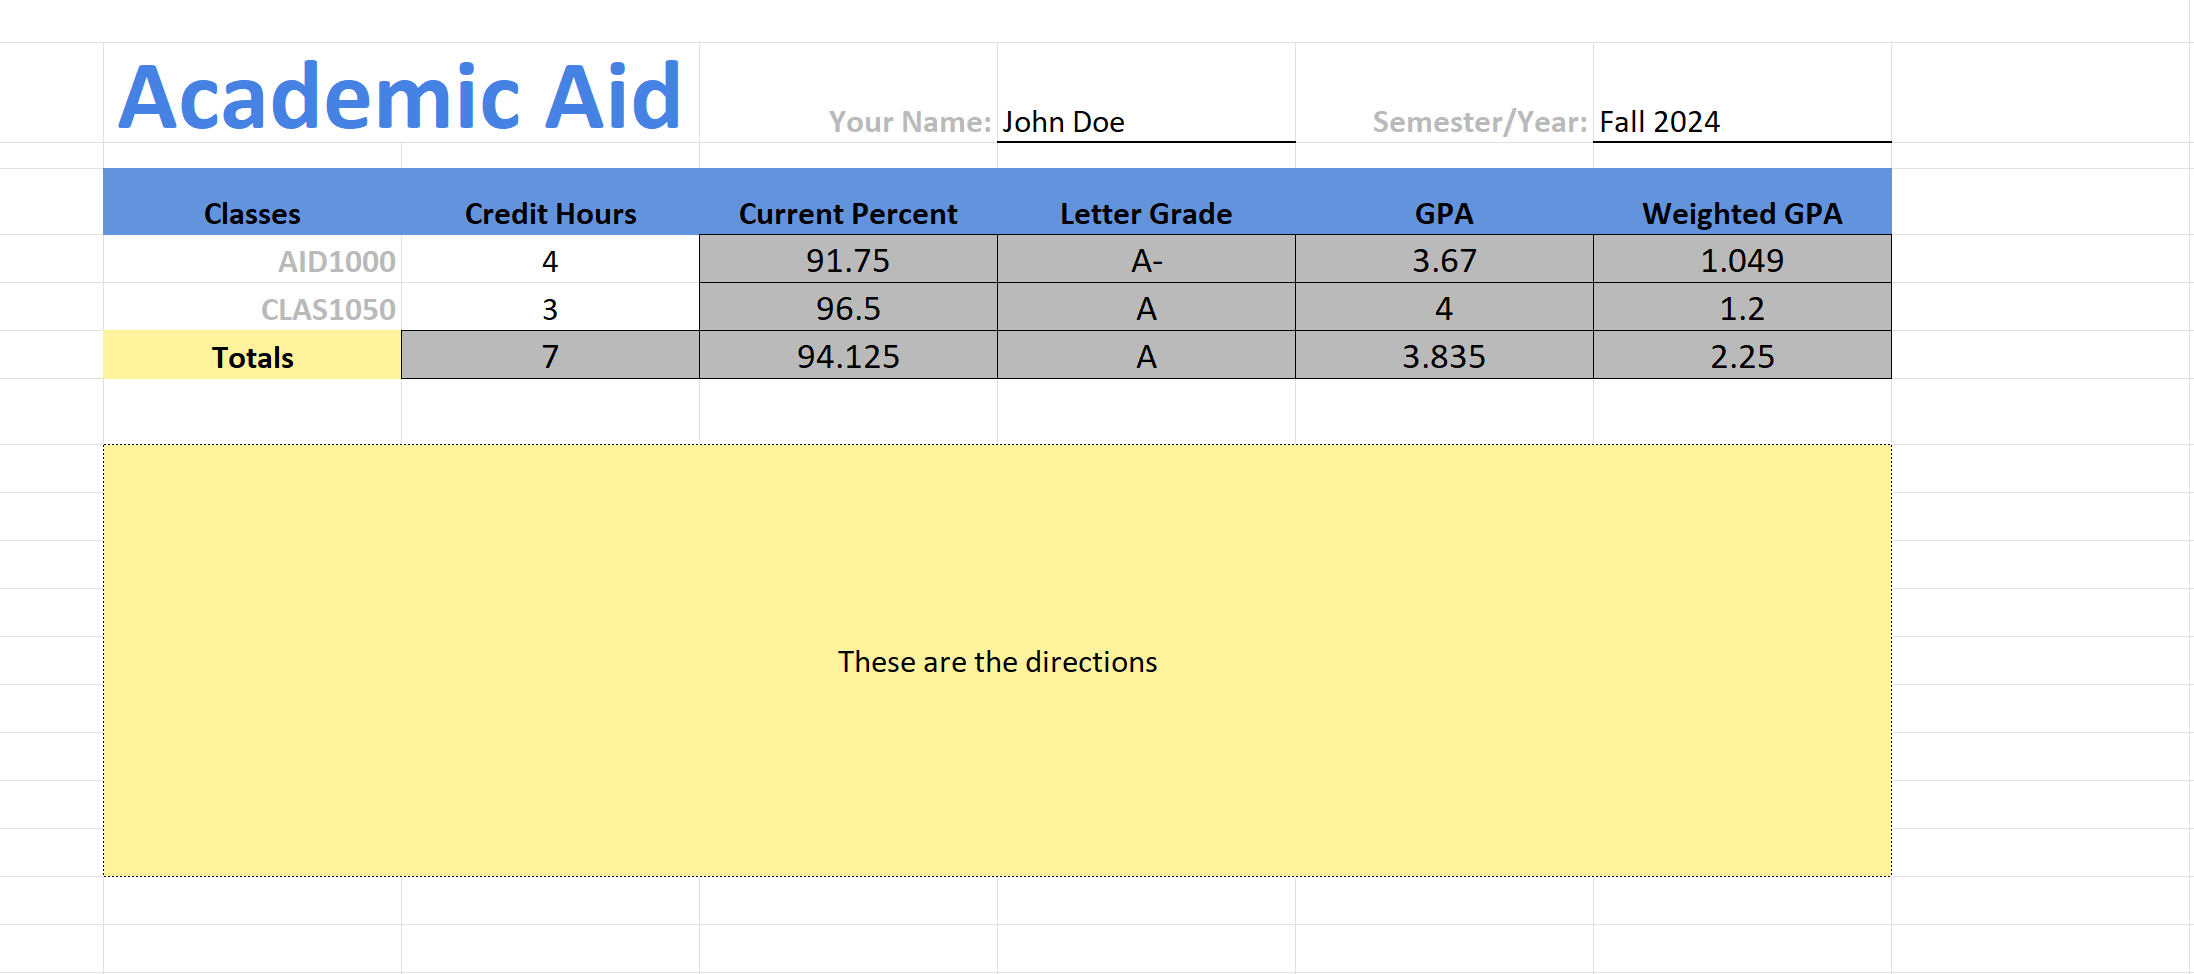 Academic Aid Your Name: John Doe Semester/Year: Fall 2024
Classes Credit Hours Current Percent Letter Grade GPA Weighted GPA
AID1000 4 91.75 A- 3.67 1.049
CLAS1050 3 96.5 A 4 1.2
Totals 7 94.125 A 3.835 2.25
These are the directions